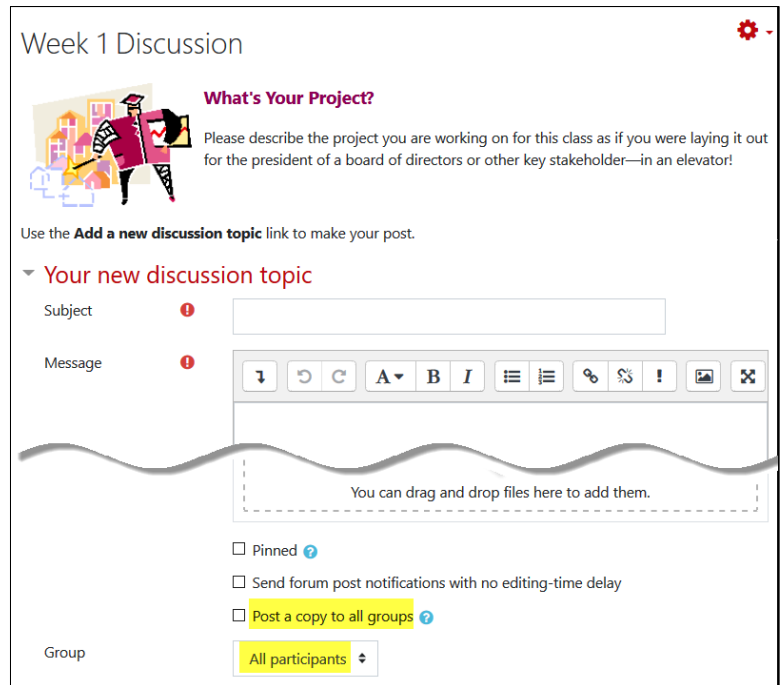 Week 1 Discussion
What's Your Project?
Please describe the project you are working on for this class as if you were laying it out
for the president of a board of directors or other key stakeholder—in an elevator!
Use the Add a new discussion topic link to make your post.
Your new discussion topic
Subject
Message
A B I
You can drag and drop files here to add them.
Pinned
Send forum post notifications with no editing-time delay
Post a copy to all groups
Group All participants